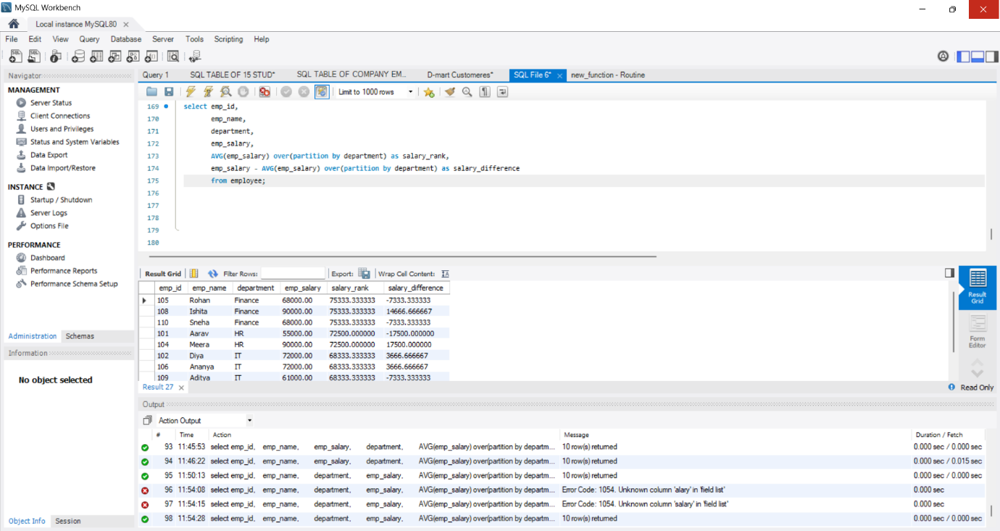 MySQL Workbench
Local instance MySQL80
File Edit View Query Database Server Tools Scripting Help
Navigator
MANAGEMENT
Server Status
Client Connections
Users and Privileges
Status and System Variables
Data Export
Data Import/Restore
INSTANCE
Startup / Shutdown
Server Logs
Options File
PERFORMANCE
Dashboard
Performance Reports
Performance Schema Setup
Administration Schemas
Information
No object selected
Object Info Session
Query 1 SQL TABLE OF 15 STUD* SQL TABLE OF COMPANY EM... D-mart Customeres* SQL File 6* new_function - Routine
Limit to 1000 rows
169 select emp_id,
170 emp_name,
171 department,
172 emp_salary,
173 AVG(emp_salary) over(partition by department) as salary_rank,
174 emp_salary - AVG(emp_salary) over(partition by department) as salary_difference
175 from employee;
176
177
178
179
180
Result Grid Filter Rows: Export: Wrap Cell Content:
emp_id emp_name department emp_salary salary_rank salary_difference
105 Rohan Finance 68000.00 75333.333333 -7333.333333
108 Ishita Finance 90000.00 75333.333333 14666.666667
110 Sneha Finance 68000.00 75333.333333 -7333.333333
101 Aarav HR 55000.00 72500.000000 -17500.000000
104 Meera HR 90000.00 72500.000000 17500.000000
102 Diya IT 72000.00 68333.333333 3666.666667
106 Ananya IT 72000.00 68333.333333 3666.666667
109 Aditya IT 61000.00 68333.333333 -7333.333333
Result Grid
Form Editor
Result 27
Read Only
Output
Action Output
# Time Action Message Duration / Fetch
93 11:45:53 select emp_id, emp_name, emp_salary, department, AVG(emp_salary) over(partition by departm... 10 row(s) returned 0.000 sec / 0.000 sec
94 11:46:22 select emp_id, emp_name, emp_salary, department, AVG(emp_salary) over(partition by departm... 10 row(s) returned 0.000 sec / 0.015 sec
95 11:50:13 select emp_id, emp_name, department, emp_salary, AVG(emp_salary) over(partition by departm... 10 row(s) returned 0.000 sec / 0.000 sec
96 11:54:08 select emp_id, emp_name, department, emp_salary, AVG(emp_salary) over(partition by departm... Error Code: 1054. Unknown column 'alary' in 'field list' 0.000 sec
97 11:54:15 select emp_id, emp_name, department, emp_salary, AVG(emp_salary) over(partition by departm... Error Code: 1054. Unknown column 'salary' in 'field list' 0.000 sec
98 11:54:28 select emp_id, emp_name, department, emp_salary, AVG(emp_salary) over(partition by departm... 10 row(s) returned 0.000 sec / 0.000 sec